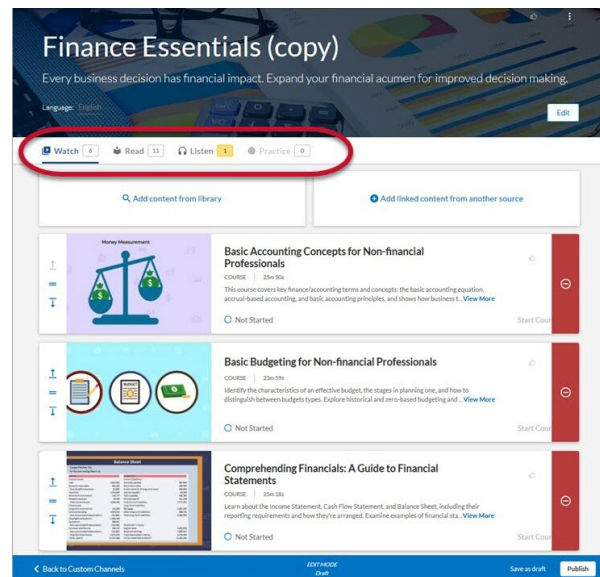 Finance Essentials (copy)
Every business decision has financial impact. Expand your financial acumen for improved decision making.
Language: English
Edit
Watch 6 Read 11 Listen 1 Practice 0
Add content from library
Add linked content from another source
Money Measurement
Basic Accounting Concepts for Non-financial
Professionals
COURSE | 25m 50s
This course covers key finance/accounting terms and concepts: the basic accounting equation,
accrual-based accounting, and basic accounting principles, and shows how business t... View More
Not Started
Start Cour
BUDGET
Basic Budgeting for Non-financial Professionals
COURSE | 23m 59s
Identify the characteristics of an effective budget, the stages in planning one, and how to
distinguish between budgets types. Explore historical and zero-based budgeting and ... View More
Not Started
Start Cour
Balance Sheet
Comprehending Financials: A Guide to Financial
Statements
COURSE | 25m 18s
Learn about the Income Statement, Cash Flow Statement, and Balance Sheet, including their
reporting requirements and how they're arranged. Examine examples of financial sta... View More
Not Started
Start Cour
Back to Custom Channels
EDIT MODE
Draft
Save as draft
Publish